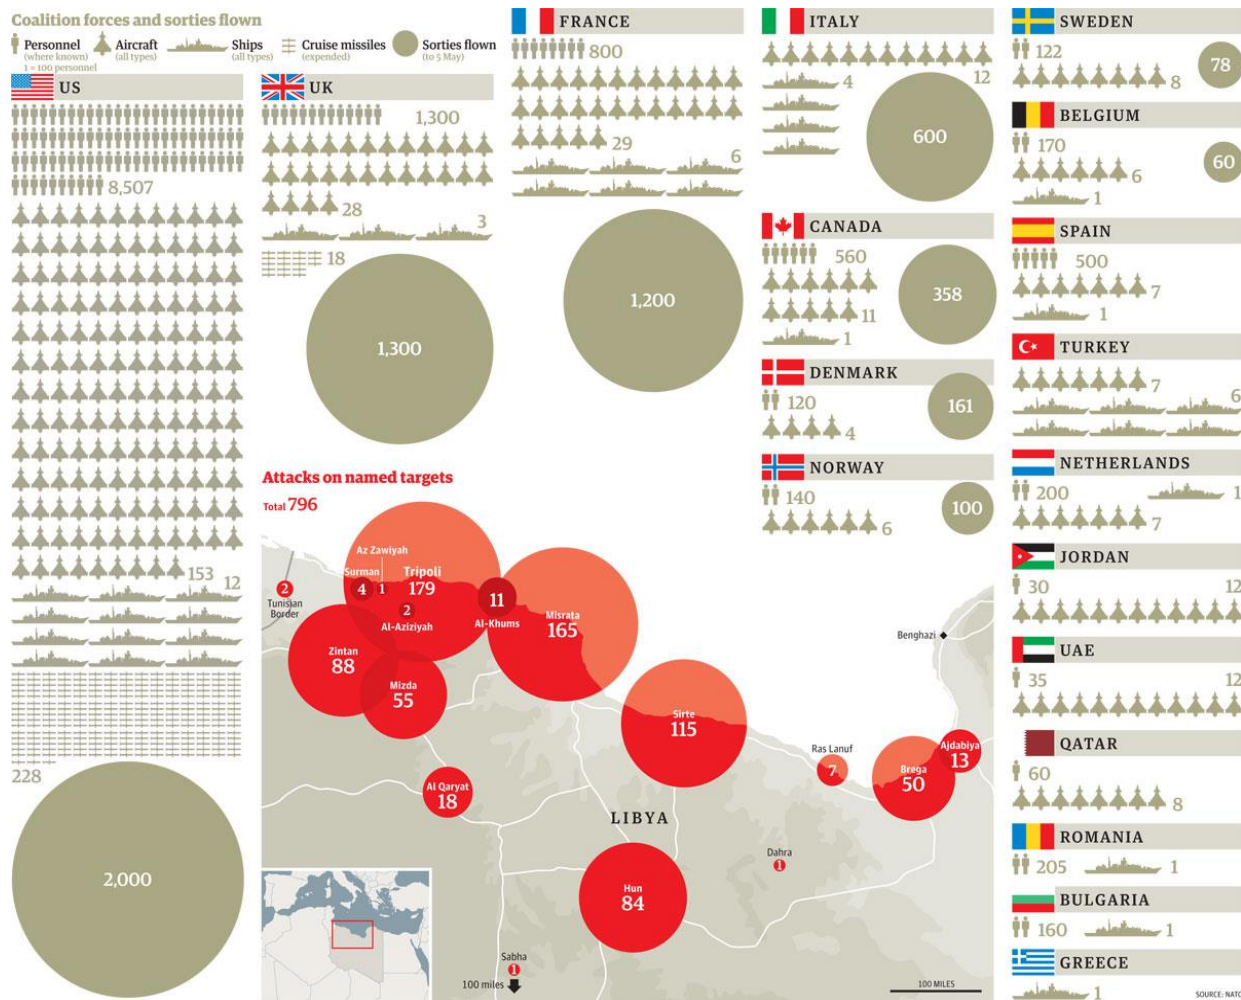 Coalition forces and sorties flown
Personnel
(where known)
1 = 100 personnel
Aircraft
(all types)
Ships
(all types)
Cruise missiles
(expended)
Sorties flown
(to 5 May)
US
8,507
153
12
228
2,000
UK
1,300
28
3
18
1,300
FRANCE
800
29
6
1,200
ITALY
12
4
600
CANADA
560
11
1
358
DENMARK
120
4
161
NORWAY
140
6
100
SWEDEN
122
8
78
BELGIUM
170
6
1
60
SPAIN
500
7
1
TURKEY
7
6
NETHERLANDS
200
1
7
JORDAN
30
12
UAE
35
12
QATAR
60
8
ROMANIA
205
1
BULGARIA
160
1
GREECE
1
SOURCE: NATO
Attacks on named targets
Total 796
Tunisian
Border
2
Surman
4
Az Zawiyah
1
Tripoli
179
2
Al-Aziziyah
11
Al-Khums
Misrata
165
Zintan
88
Mizda
55
Sirte
115
Al Qaryat
18
Ras Lanuf
7
Brega
50
Ajdabiya
13
Benghazi
LIBYA
Hun
84
Dahra
1
Sabha
1
100 miles
100 MILES